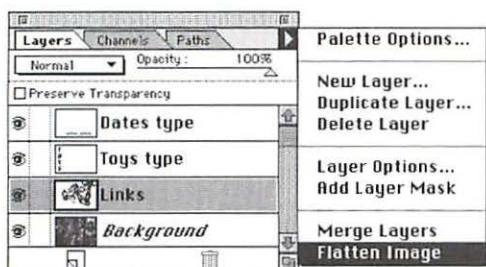 Layers Channels Paths
Normal Opacity: 100%
Preserve Transparency
Dates type
Toys type
Links
Background
Palette Options...
New Layer...
Duplicate Layer...
Delete Layer
Layer Options...
Add Layer Mask
Merge Layers
Flatten Image